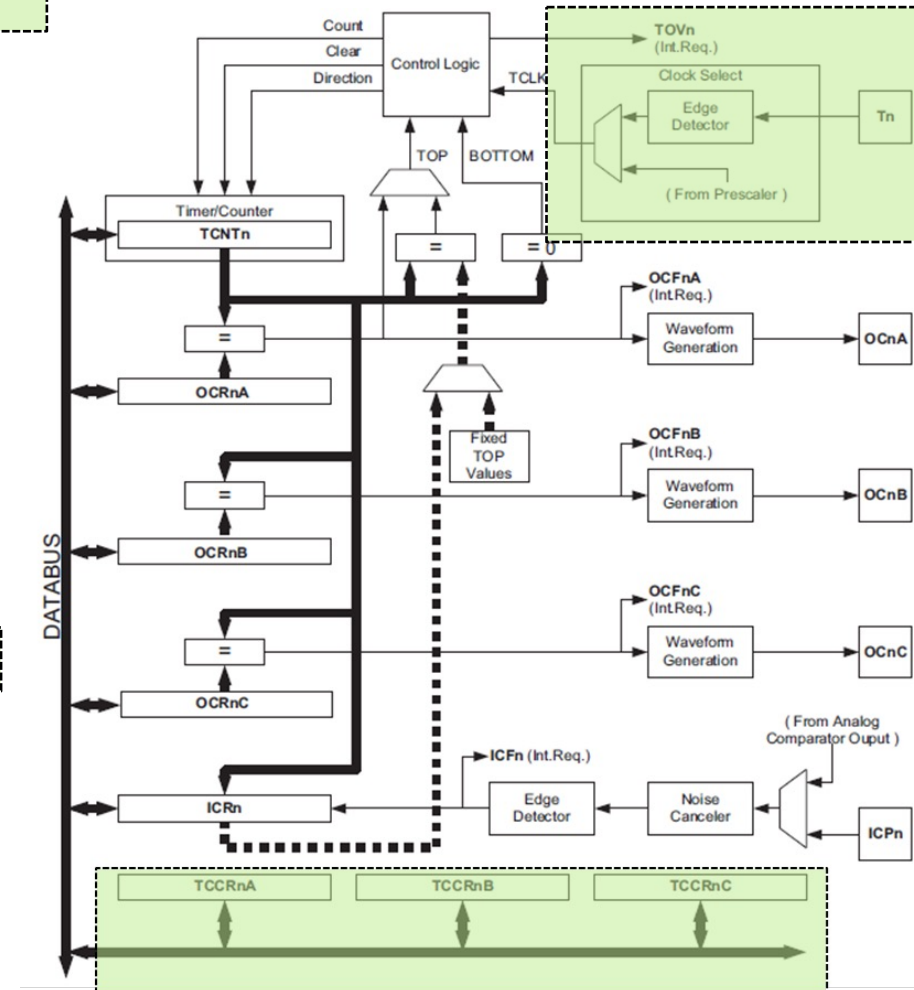 Count
Clear
Direction
Control Logic
TOVn
(Int.Req.)
TCLK
Clock Select
Edge
Detector
Tn
( From Prescaler )
TOP
BOTTOM
Timer/Counter
TCNTn
=
= 0
=
OCRnA
OCFnA
(Int.Req.)
Waveform
Generation
OCnA
Fixed
TOP
Values
=
OCRnB
OCFnB
(Int.Req.)
Waveform
Generation
OCnB
DATABUS
=
OCRnC
OCFnC
(Int.Req.)
Waveform
Generation
OCnC
( From Analog
Comparator Ouput )
ICFn (Int.Req.)
ICRn
Edge
Detector
Noise
Canceler
ICPn
TCCRnA
TCCRnB
TCCRnC